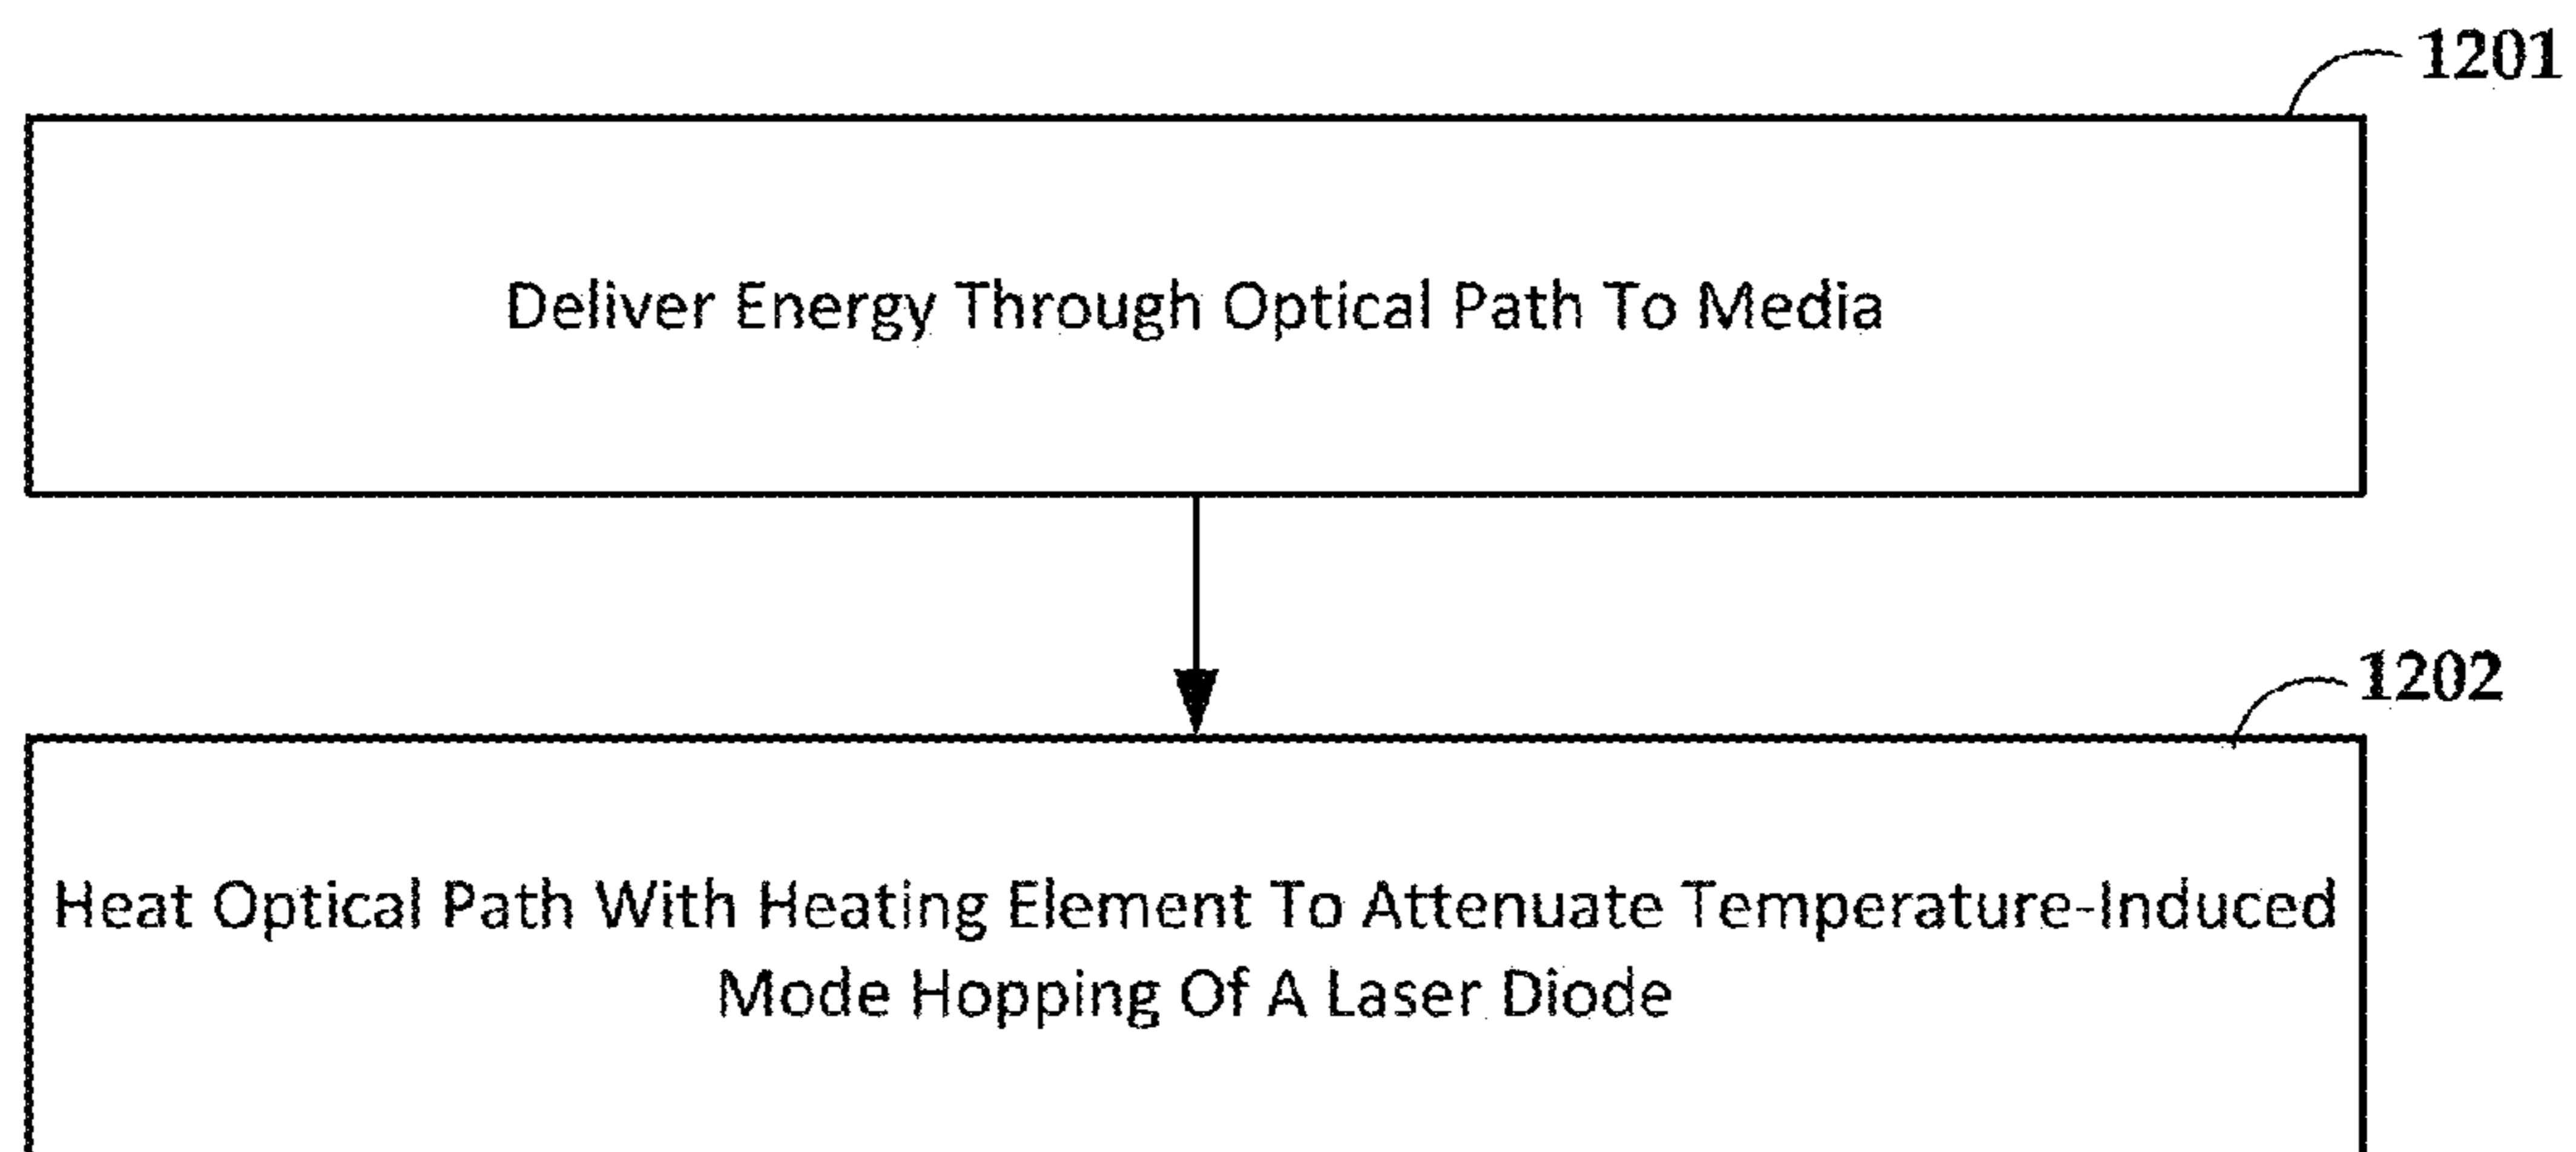 1201
Deliver Energy Through Optical Path To Media
1202
Heat Optical Path With Heating Element To Attenuate Temperature-Induced
Mode Hopping Of A Laser Diode